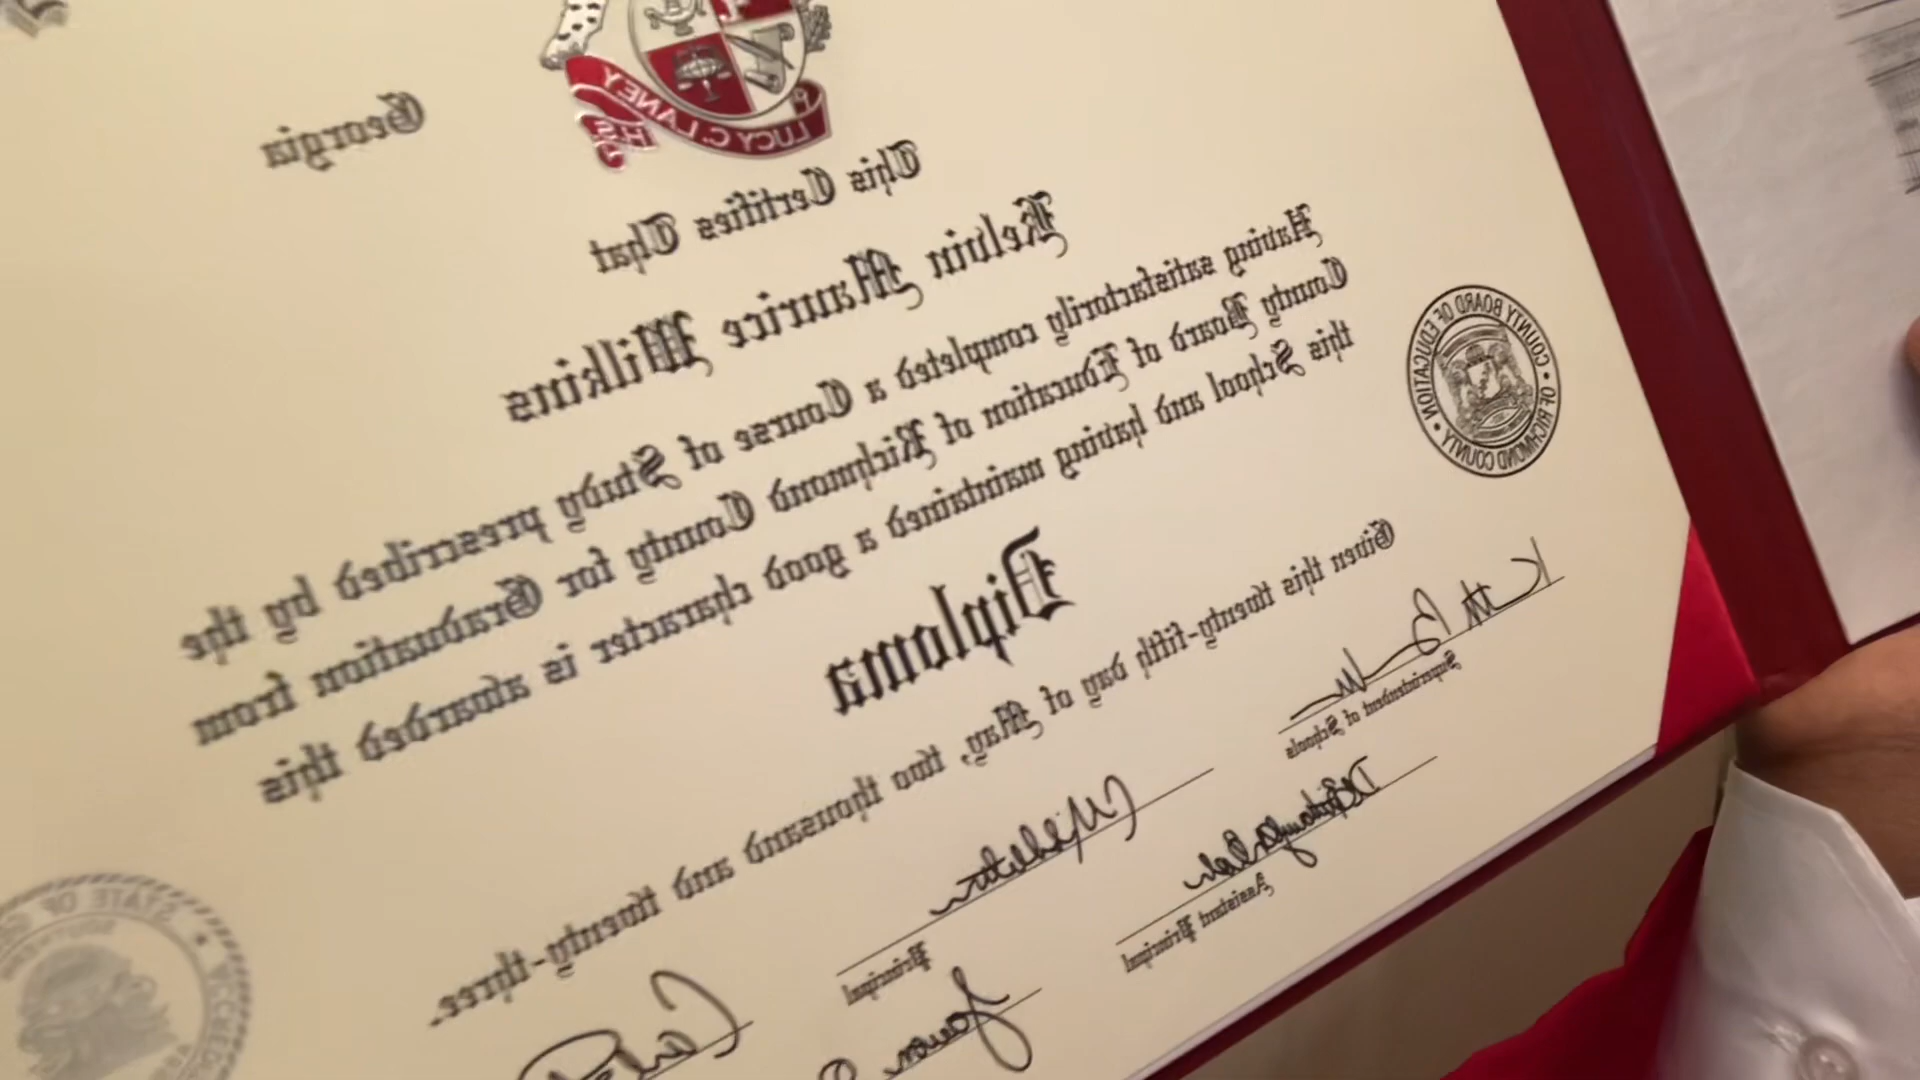 Georgia
LUCY C. LANEY
H.S.
This Certifies That
Kelvin Maurice Wilkins
Having satisfactorily completed a Course of Study prescribed by the
County Board of Education of Richmond County for Graduation from
this School and having maintained a good character is awarded this
Diploma
Given this twenty-fifth day of May, two thousand and twenty-three.
COUNTY BOARD OF EDUCATION • OF RICHMOND COUNTY •
Superintendent of Schools
Principal
Assistant Principal
STATE OF